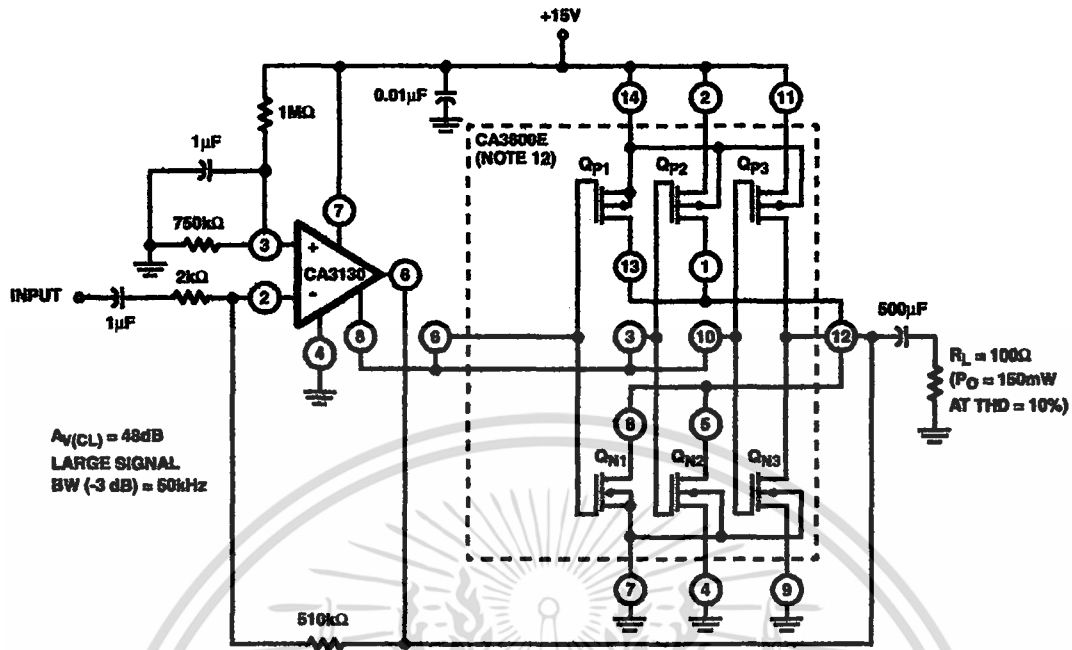 +15V
0.01µF
1MΩ
14
2
11
CA3600E
(NOTE 12)
1µF
QP1
QP2
QP3
7
750kΩ
3
+
CA3130
6
13
1
2kΩ
INPUT
2
-
1µF
500µF
4
8
6
3
10
12
RL = 100Ω
(PO = 150mW
AT THD = 10%)
8
5
AV(CL) = 48dB
LARGE SIGNAL
BW (-3 dB) = 50kHz
QN1
QN2
QN3
7
4
9
510kΩ